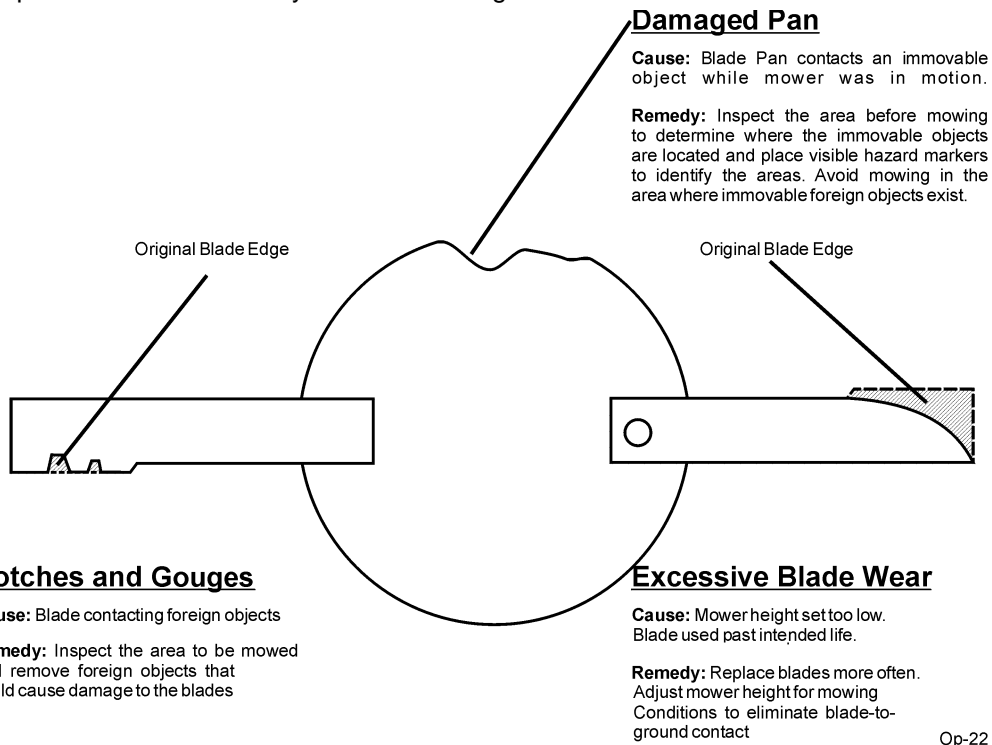 Damaged Pan
Cause: Blade Pan contacts an immovable
object while mower was in motion.
Remedy: Inspect the area before mowing
to determine where the immovable objects
are located and place visible hazard markers
to identify the areas. Avoid mowing in the
area where immovable foreign objects exist.
Original Blade Edge
Original Blade Edge
otches and Gouges
use: Blade contacting foreign objects
medy: Inspect the area to be mowed
remove foreign objects that
ld cause damage to the blades
Excessive Blade Wear
Cause: Mower height set too low.
Blade used past intended life.
Remedy: Replace blades more often.
Adjust mower height for mowing
Conditions to eliminate blade-to-
ground contact
Op-22